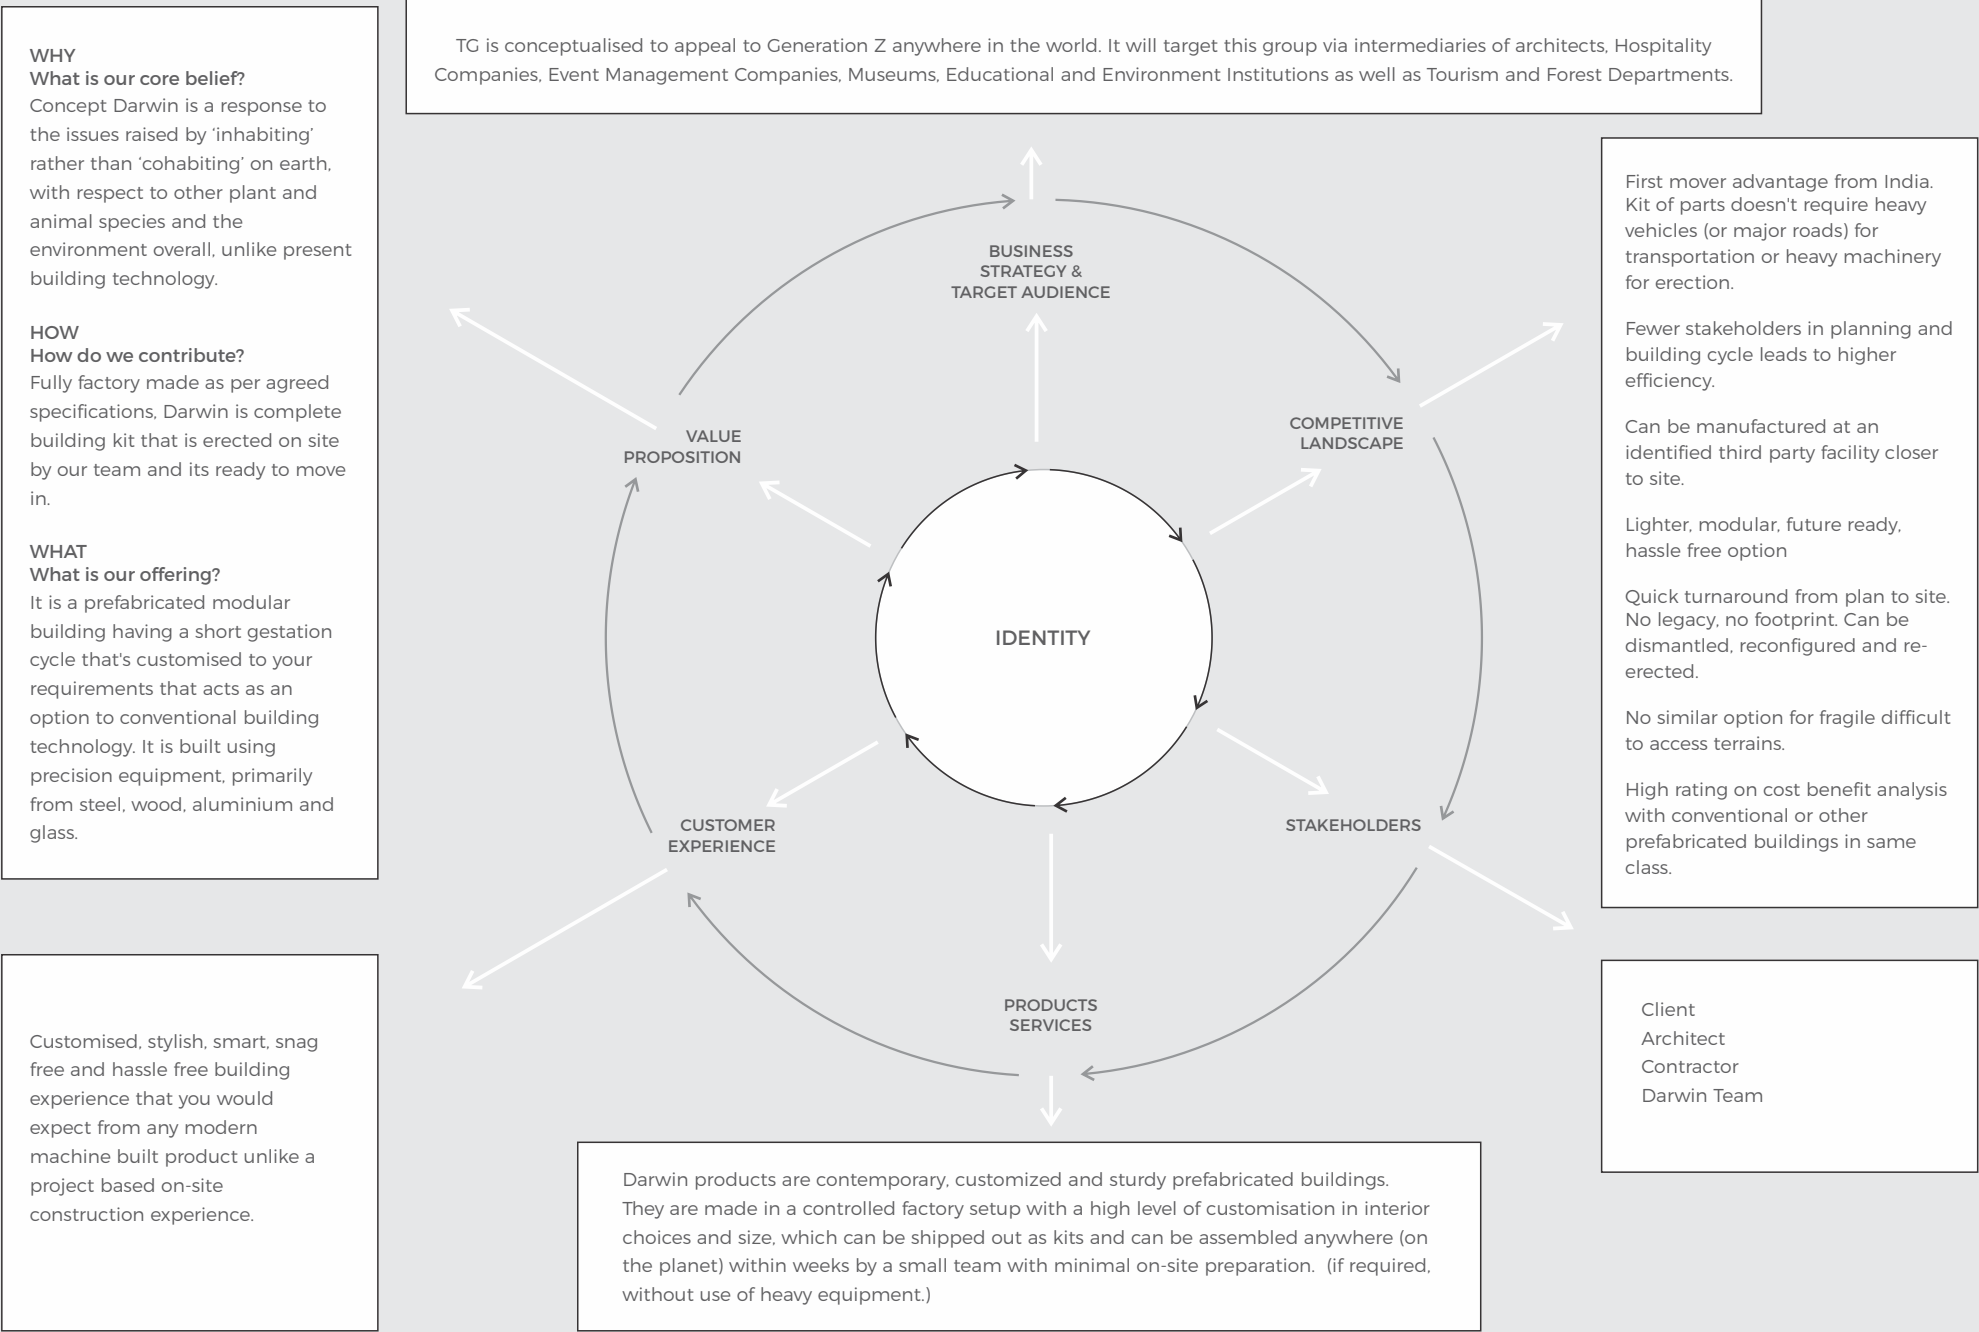 TG is conceptualised to appeal to Generation Z anywhere in the world. It will target this group via intermediaries of architects, Hospitality
Companies, Event Management Companies, Museums, Educational and Environment Institutions as well as Tourism and Forest Departments.
WHY
What is our core belief?
Concept Darwin is a response to
the issues raised by ‘inhabiting’
rather than ‘cohabiting’ on earth,
with respect to other plant and
animal species and the
environment overall, unlike present
building technology.
HOW
How do we contribute?
Fully factory made as per agreed
specifications, Darwin is complete
building kit that is erected on site
by our team and its ready to move
in.
WHAT
What is our offering?
It is a prefabricated modular
building having a short gestation
cycle that's customised to your
requirements that acts as an
option to conventional building
technology. It is built using
precision equipment, primarily
from steel, wood, aluminium and
glass.
BUSINESS
STRATEGY &
TARGET AUDIENCE
VALUE
PROPOSITION
COMPETITIVE
LANDSCAPE
IDENTITY
CUSTOMER
EXPERIENCE
STAKEHOLDERS
PRODUCTS
SERVICES
First mover advantage from India.
Kit of parts doesn't require heavy
vehicles (or major roads) for
transportation or heavy machinery
for erection.
Fewer stakeholders in planning and
building cycle leads to higher
efficiency.
Can be manufactured at an
identified third party facility closer
to site.
Lighter, modular, future ready,
hassle free option
Quick turnaround from plan to site.
No legacy, no footprint. Can be
dismantled, reconfigured and re-
erected.
No similar option for fragile difficult
to access terrains.
High rating on cost benefit analysis
with conventional or other
prefabricated buildings in same
class.
Customised, stylish, smart, snag
free and hassle free building
experience that you would
expect from any modern
machine built product unlike a
project based on-site
construction experience.
Darwin products are contemporary, customized and sturdy prefabricated buildings.
They are made in a controlled factory setup with a high level of customisation in interior
choices and size, which can be shipped out as kits and can be assembled anywhere (on
the planet) within weeks by a small team with minimal on-site preparation.  (if required,
without use of heavy equipment.)
Client
Architect
Contractor
Darwin Team